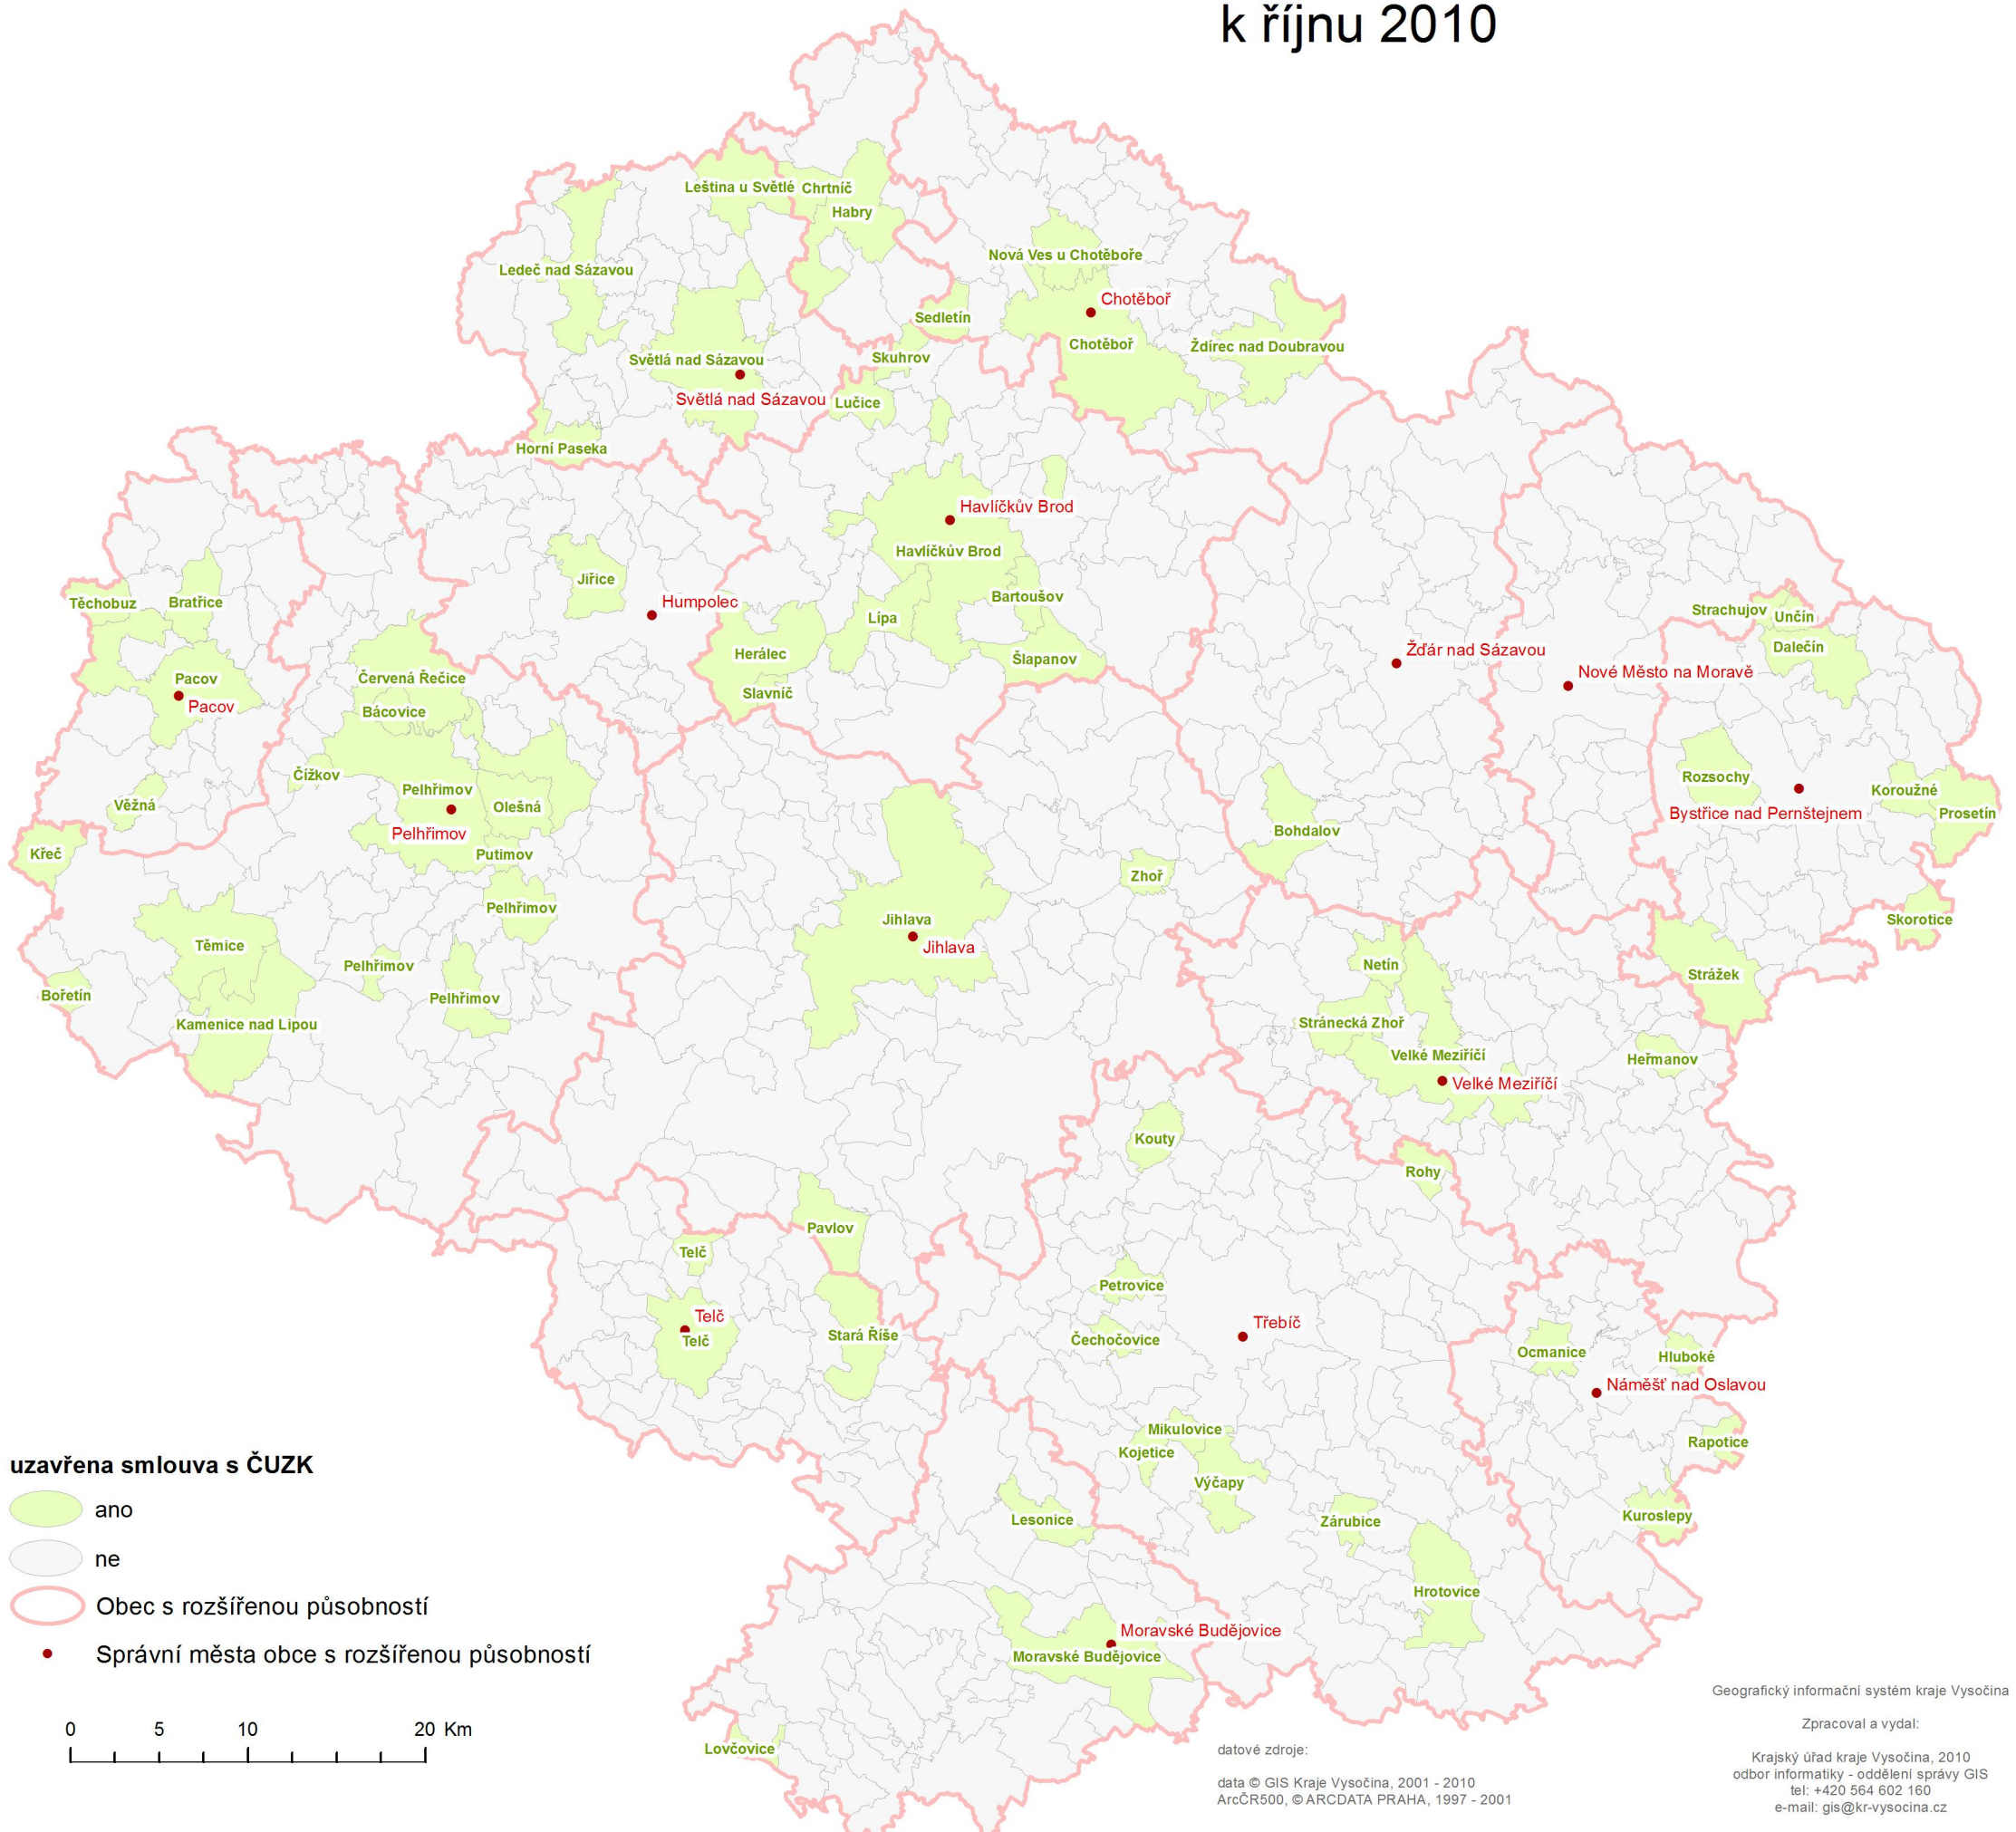 k říjnu 2010
Leština u Světlé
Chrtníč
Habry
Ledeč nad Sázavou
Nová Ves u Chotěboře
Chotěboř
Sedletín
Chotěboř
Ždírec nad Doubravou
Skuhrov
Světlá nad Sázavou
Světlá nad Sázavou
Lučice
Horní Paseka
Havlíčkův Brod
Havlíčkův Brod
Jiřice
Humpolec
Bartoušov
Lípa
Těchobuz
Bratřice
Herálec
Šlapanov
Slavníč
Strachujov
Unčín
Dalečín
Žďár nad Sázavou
Nové Město na Moravě
Pacov
Pacov
Červená Řečice
Bácovice
Čížkov
Pelhřimov
Olešná
Pelhřimov
Putimov
Věžná
Křeč
Rozsochy
Koroužné
Bystřice nad Pernštejnem
Prosetín
Bohdalov
Zhoř
Pelhřimov
Jihlava
Jihlava
Skorotice
Těmice
Pelhřimov
Pelhřimov
Bořetín
Kamenice nad Lipou
Netín
Strážek
Stránecká Zhoř
Velké Meziříčí
Velké Meziříčí
Heřmanov
Kouty
Rohy
Pavlov
Telč
Telč
Telč
Stará Říše
Petrovice
Čechočovice
Třebíč
Ocmanice
Hluboké
Náměšť nad Oslavou
Rapotice
Mikulovice
Kojetice
Výčapy
Lesonice
Zárubice
Kuroslepy
Hrotovice
Moravské Budějovice
Moravské Budějovice
Lovčovice
uzavřena smlouva s ČUZK
ano
ne
Obec s rozšířenou působností
Správní města obce s rozšířenou působností
0 5 10 20 Km
datové zdroje:
data © GIS Kraje Vysočina, 2001 - 2010
ArcČR500, © ARCDATA PRAHA, 1997 - 2001
Geografický informační systém kraje Vysočina
Zpracoval a vydal:
Krajský úřad kraje Vysočina, 2010
odbor informatiky - oddělení správy GIS
tel: +420 564 602 160
e-mail: gis@kr-vysocina.cz